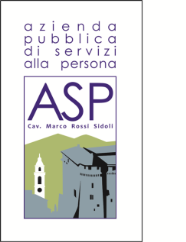 azienda
pubblica
di servizi
alla persona
ASP
Cav. Marco Rossi Sidoli